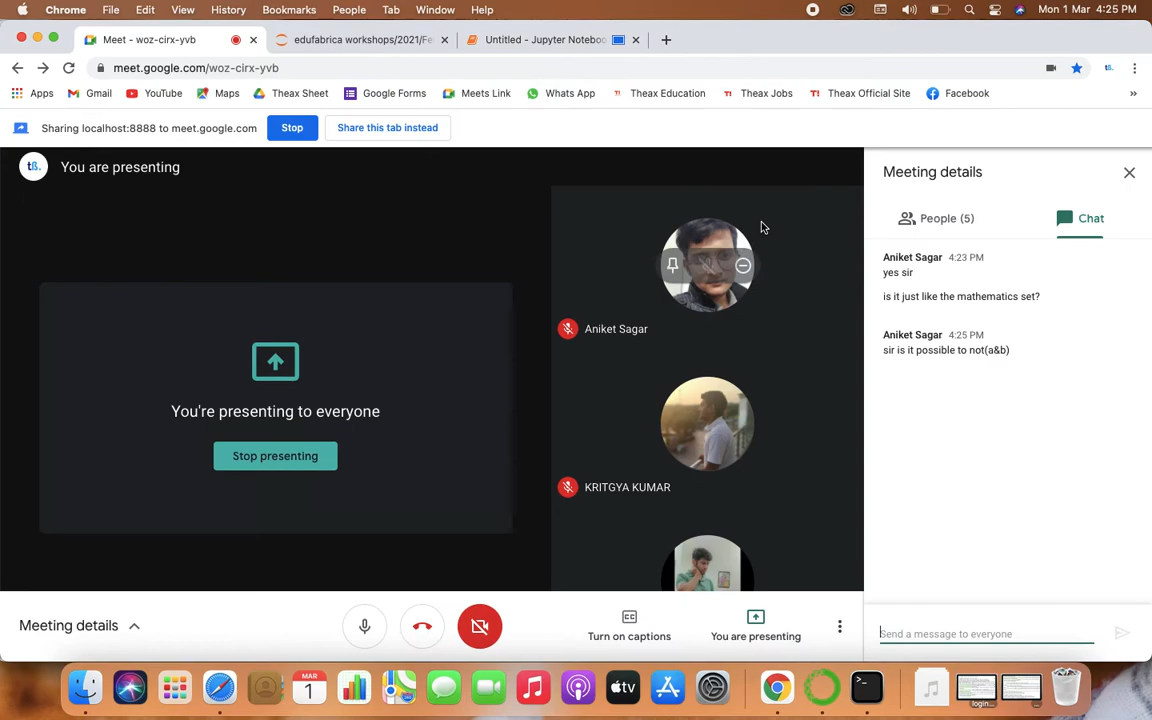 Chrome File Edit View History Bookmarks People Tab Window Help Mon 1 Mar 4:25 PM
Meet - woz-cirx-yvb edufabrica workshops/2021/Fe Untitled - Jupyter Noteboo
meet.google.com/woz-cirx-yvb tß.
Apps Gmail YouTube Maps Theax Sheet Google Forms Meets Link Whats App Theax Education Theax Jobs Theax Official Site Facebook »
Sharing localhost:8888 to meet.google.com Stop Share this tab instead
tß. You are presenting
Meeting details
People (5) Chat
Aniket Sagar 4:23 PM
yes sir
is it just like the mathematics set?
Aniket Sagar
Aniket Sagar 4:25 PM
sir is it possible to not(a&b)
You're presenting to everyone
Stop presenting
KRITGYA KUMAR
Meeting details
Turn on captions
You are presenting
Send a message to everyone
MAR
1
tv
login...